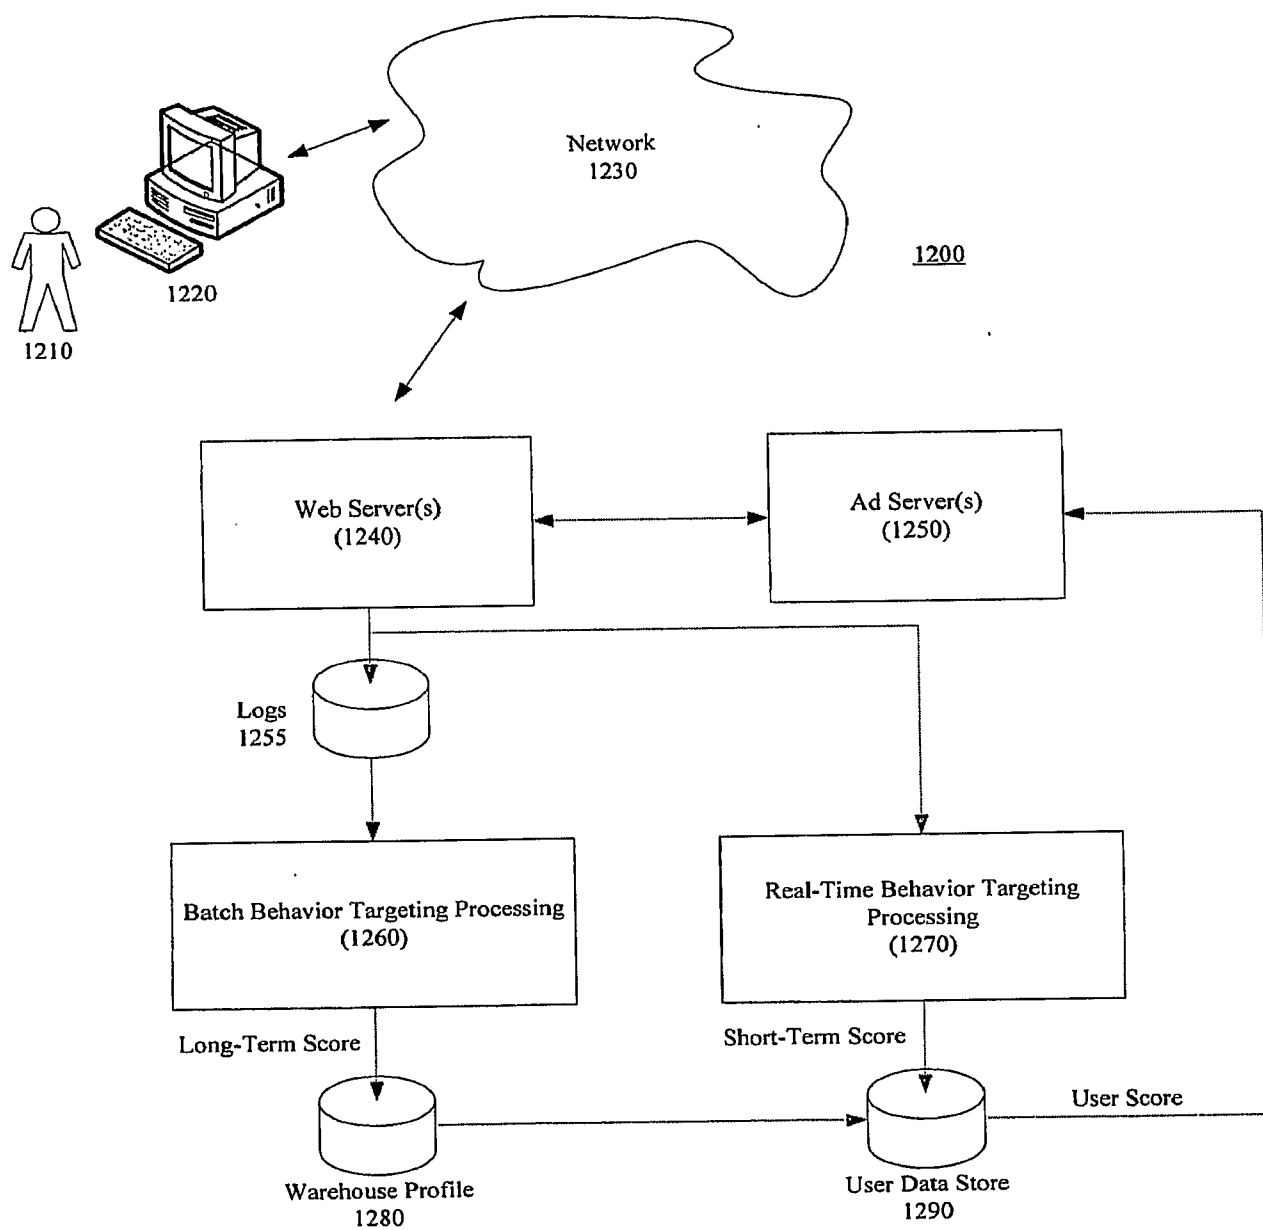 Network
1230
1200
1220
1210
Web Server(s)
(1240)
Ad Server(s)
(1250)
Logs
1255
Batch Behavior Targeting Processing
(1260)
Real-Time Behavior Targeting
Processing
(1270)
Long-Term Score
Short-Term Score
User Score
Warehouse Profile
1280
User Data Store
1290